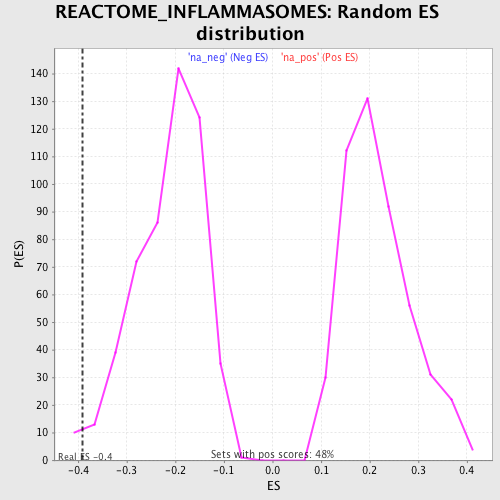 REACTOME_INFLAMMASOMES: Random ES
distribution
'na_neg' (Neg ES) 'na_pos' (Pos ES)
140
130
120
110
100
90
80
70
60
50
40
30
20
10
0
P(ES)
Real ES -0.4
Sets with pos scores: 48%
-0.4 -0.3 -0.2 -0.1 0.0 0.1 0.2 0.3 0.4
ES